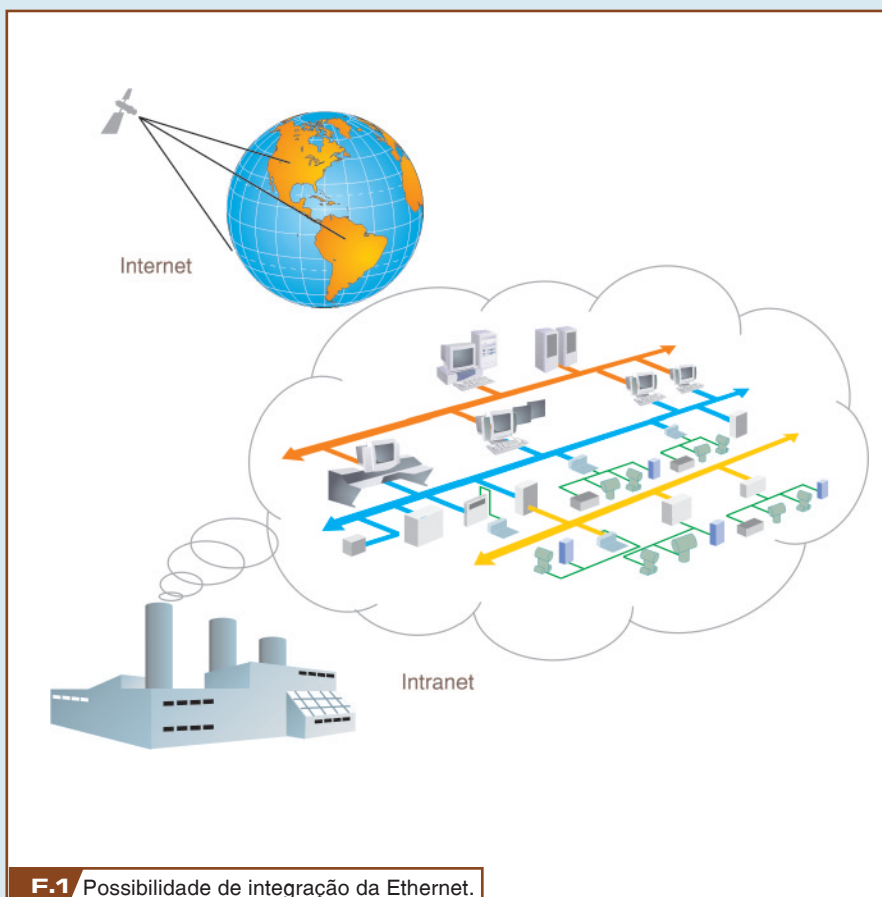 Internet
Intranet
F.1 Possibilidade de integração da Ethernet.